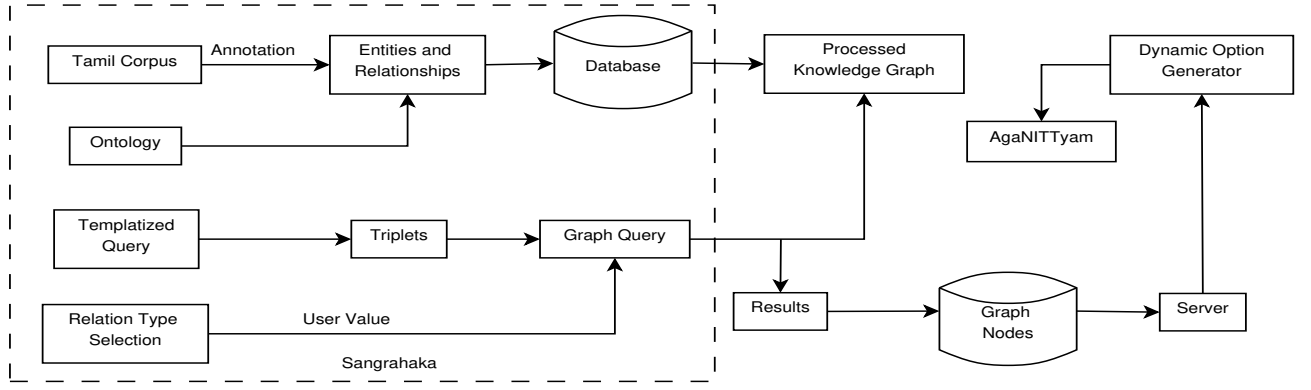 Tamil Corpus
Annotation
Entities and
Relationships
Database
Processed
Knowledge Graph
Dynamic Option
Generator
AgaNITTyam
Ontology
Templatized
Query
Triplets
Graph Query
Results
Graph
Nodes
Server
Relation Type
Selection
User Value
Sangrahaka